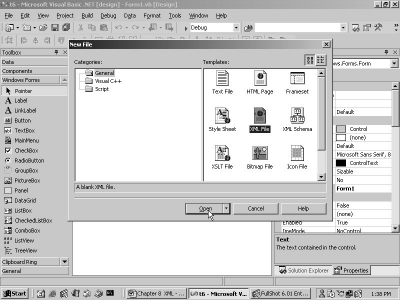 t6 - Microsoft Visual Basic .NET [design] - Form1.vb [Design]
File Edit View Project Build Debug Data Format Tools Window Help
Debug
Toolbox
Data
Components
Windows Forms
Pointer
Label
LinkLabel
Button
TextBox
MainMenu
CheckBox
RadioButton
GroupBox
PictureBox
Panel
DataGrid
ListBox
CheckedListBox
ComboBox
ListView
TreeView
Clipboard Ring
General
New File
Categories:
General
Visual C++
Script
Templates:
Text File
HTML Page
Frameset
Style Sheet
XML File
XML Schema
XSLT File
Bitmap File
Icon File
A blank XML file.
Open
Cancel
Help
ws.Forms.Form
Default
Control
(none)
Default
Microsoft Sans Serif, 8
ControlText
Sizable
No
Form1
False
(none)
Enabled True
ImeMode NoControl
Text
The text contained in the control.
Solution Explorer
Properties
Start
Chapter 8 XML -
t6 - Microsoft V
FullShot 6.01 Ent
1:38 PM